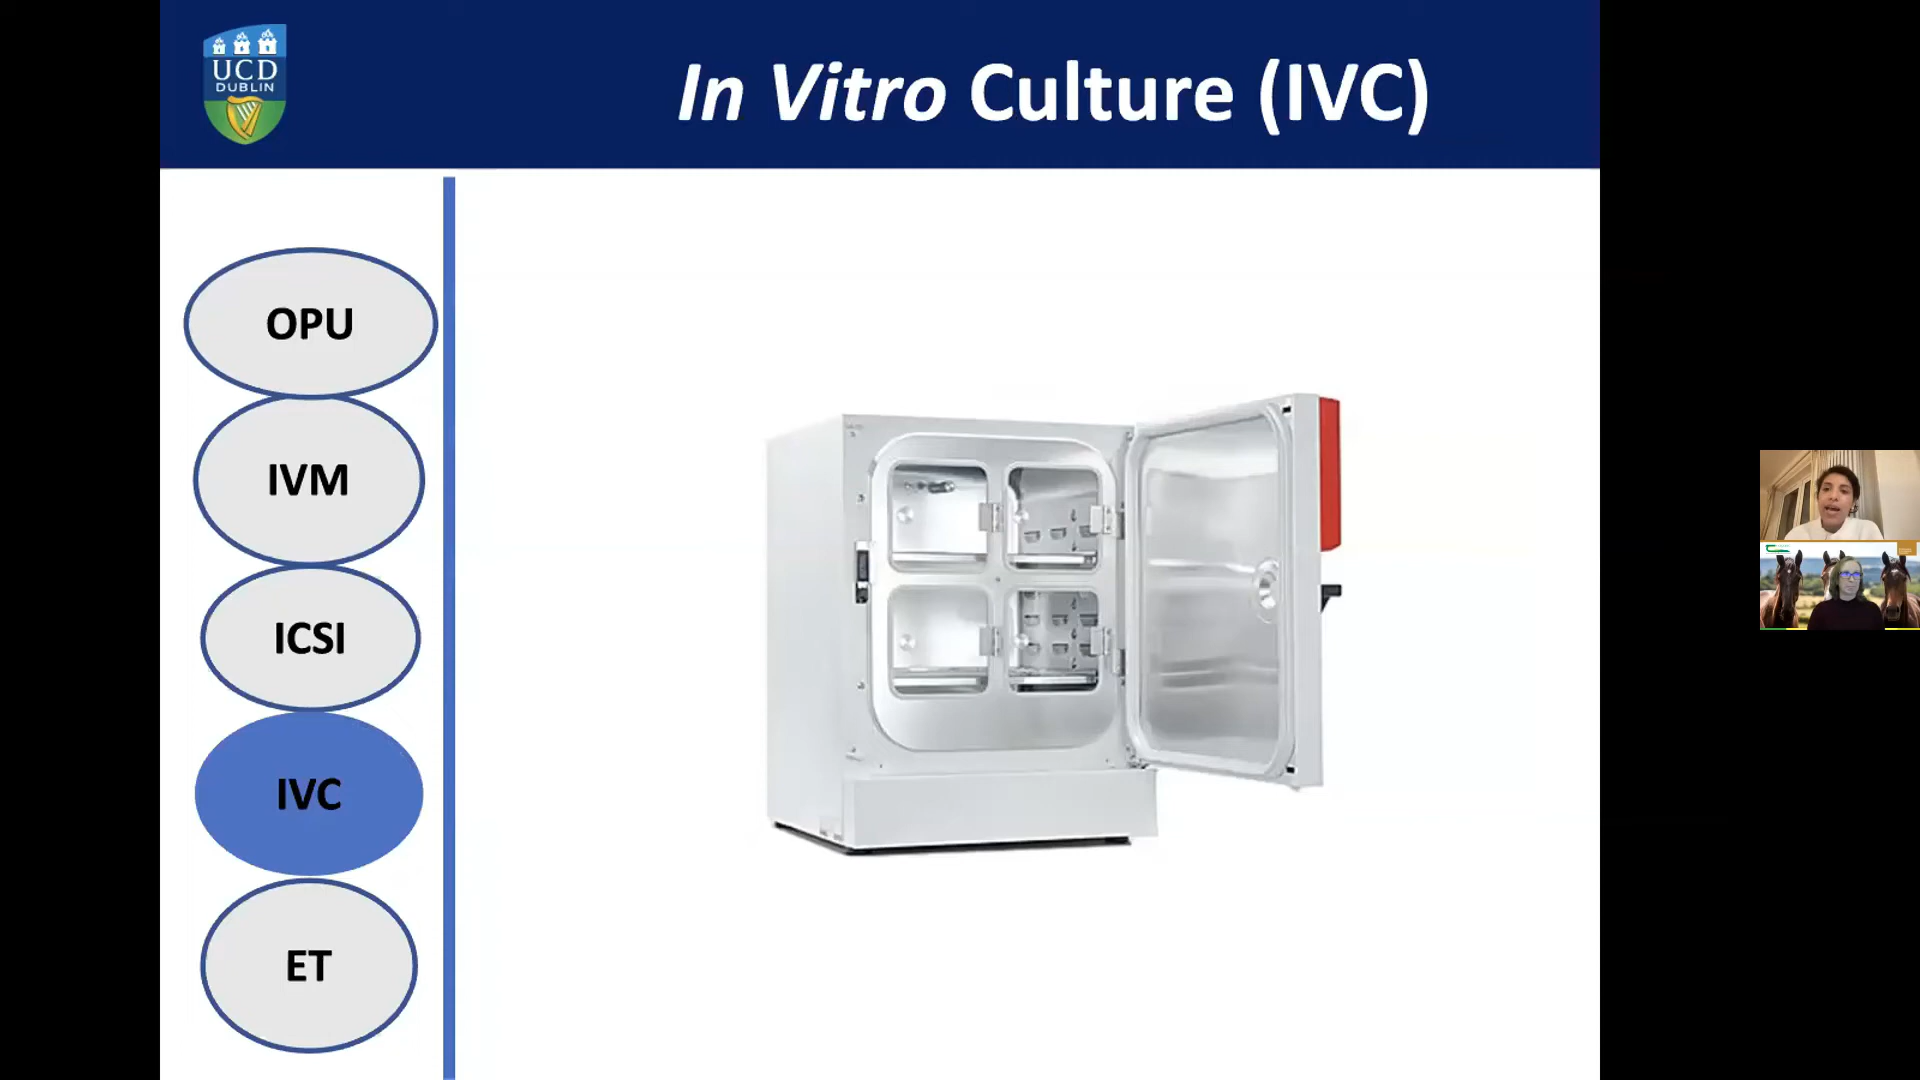 UCD
DUBLIN
In Vitro Culture (IVC)
OPU
IVM
ICSI
IVC
ET